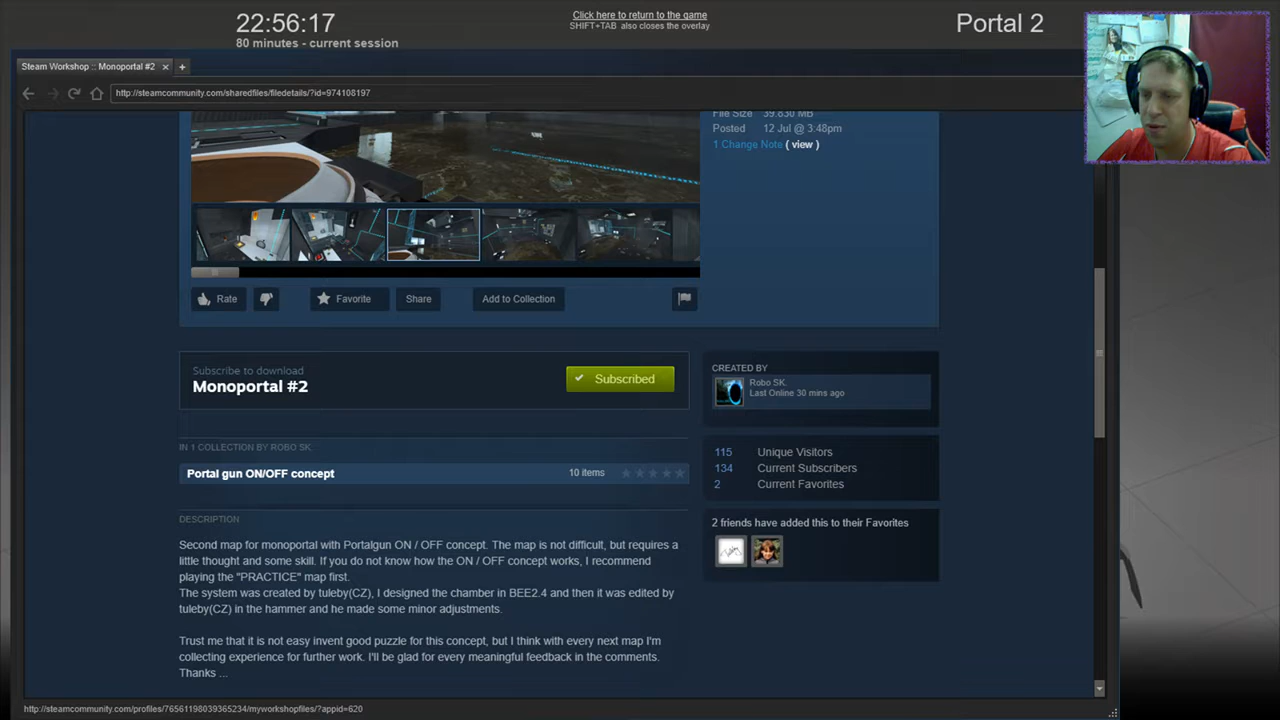 22:56:17
80 minutes - current session
Click here to return to the game
SHIFT+TAB also closes the overlay
Portal 2
Steam Workshop :: Monoportal #2
http://steamcommunity.com/sharedfiles/filedetails/?id=974108197
File Size 39.830 MB
Posted 12 Jul @ 3:48pm
1 Change Note ( view )
Rate
Favorite
Share
Add to Collection
Subscribe to download
Monoportal #2
Subscribed
CREATED BY
Robo SK.
Last Online 30 mins ago
IN 1 COLLECTION BY ROBO SK.
Portal gun ON/OFF concept
10 items
115 Unique Visitors
134 Current Subscribers
2 Current Favorites
DESCRIPTION
2 friends have added this to their Favorites
Second map for monoportal with Portalgun ON / OFF concept. The map is not difficult, but requires a
little thought and some skill. If you do not know how the ON / OFF concept works, I recommend
playing the "PRACTICE" map first.
The system was created by tuleby(CZ), I designed the chamber in BEE2.4 and then it was edited by
tuleby(CZ) in the hammer and he made some minor adjustments.
Trust me that it is not easy invent good puzzle for this concept, but I think with every next map I'm
collecting experience for further work. I'll be glad for every meaningful feedback in the comments.
Thanks ...
http://steamcommunity.com/profiles/76561198039365234/myworkshopfiles/?appid=620